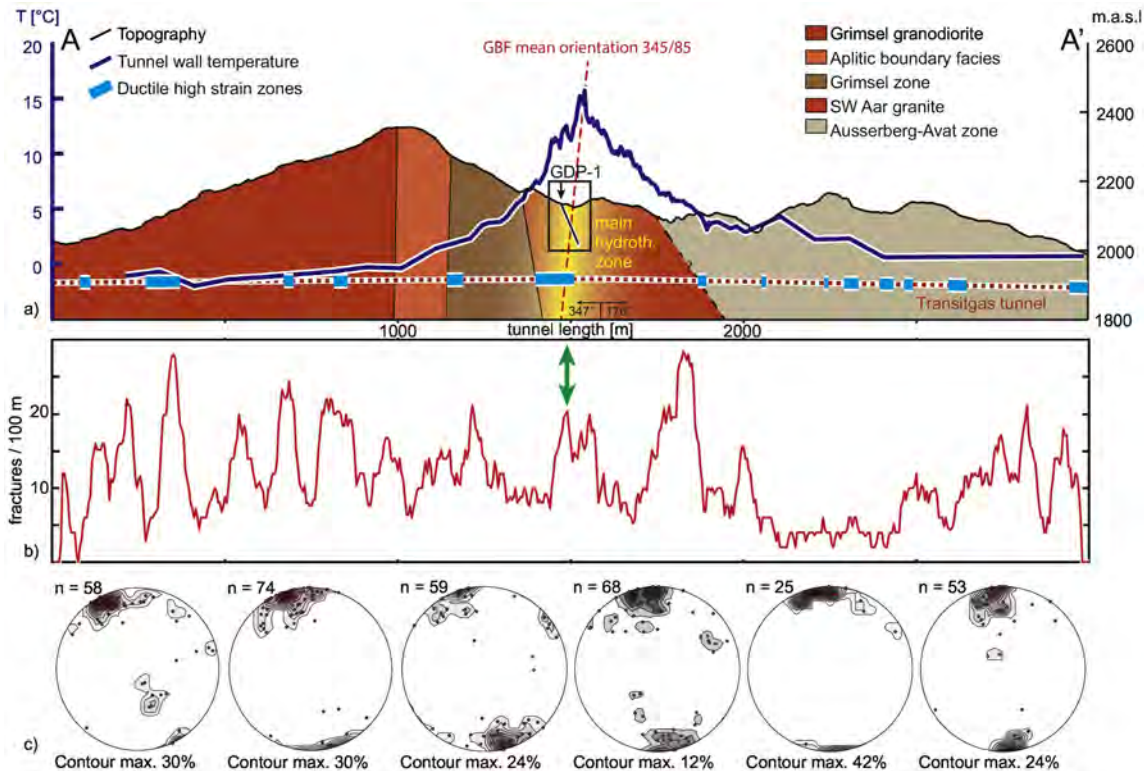 T [°C]
A
Topography
Tunnel wall temperature
Ductile high strain zones
GBF mean orientation 345/85
A'
m.a.s.l
Grimsel granodiorite
Aplitic boundary facies
Grimsel zone
SW Aar granite
Ausserberg-Avat zone
20
15
10
5
0
2600
2400
2200
2000
1800
GDP-1
main
hydroth.
zone
Transitgas tunnel
a)
1000
2000
tunnel length [m]
fractures / 100 m
20
10
b)
n = 58
n = 74
n = 59
n = 68
n = 25
n = 53
c)
Contour max. 30%
Contour max. 30%
Contour max. 24%
Contour max. 12%
Contour max. 42%
Contour max. 24%